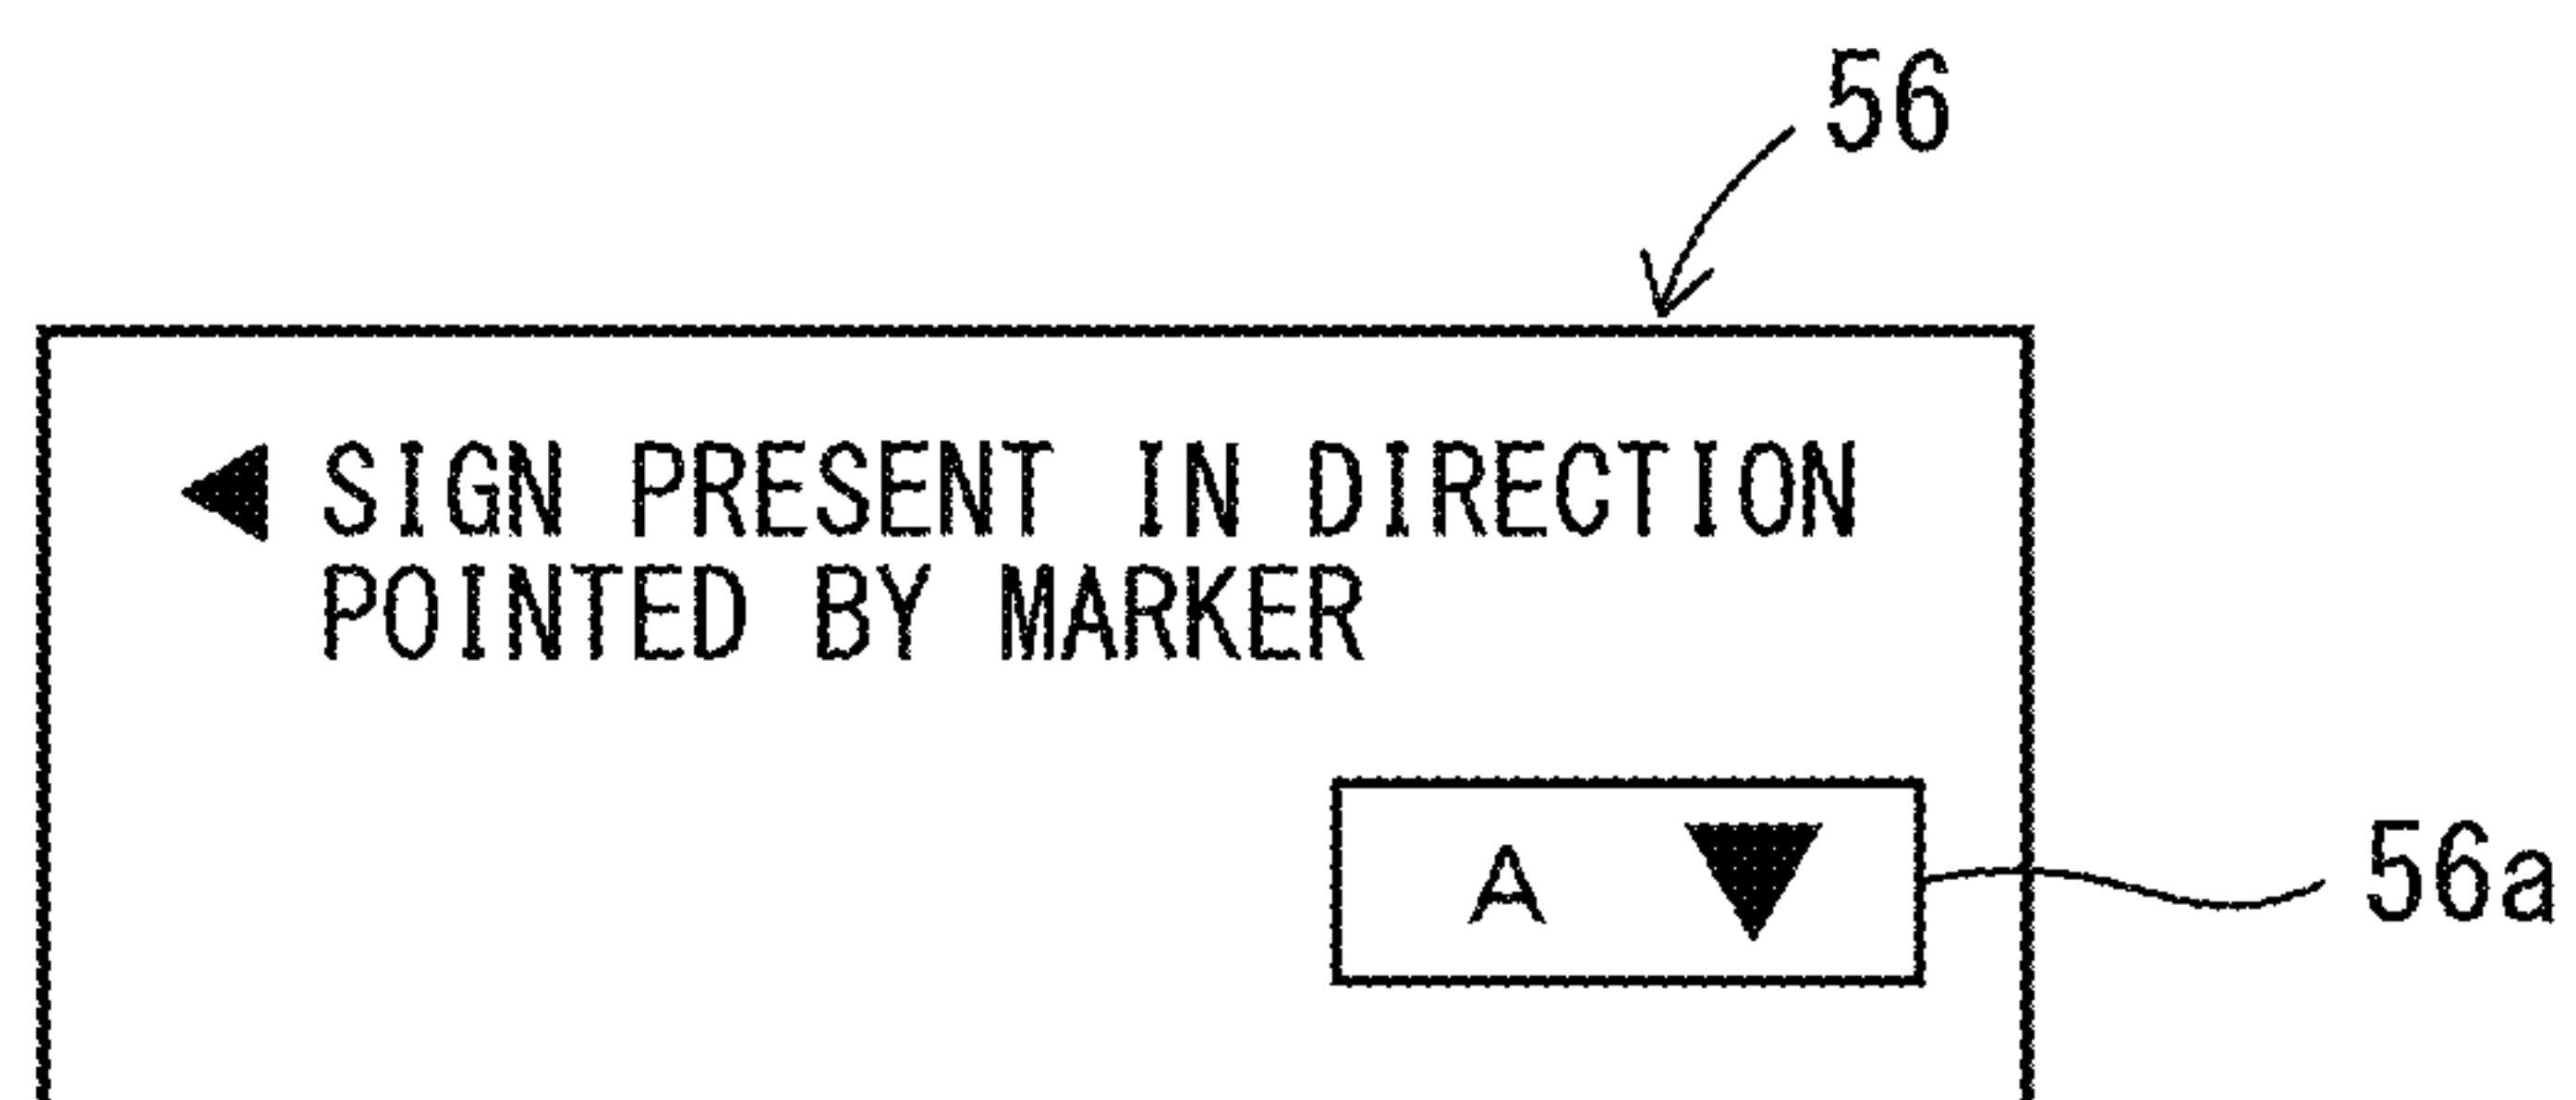 56
◀ SIGN PRESENT IN DIRECTION
POINTED BY MARKER
A ▼
56a